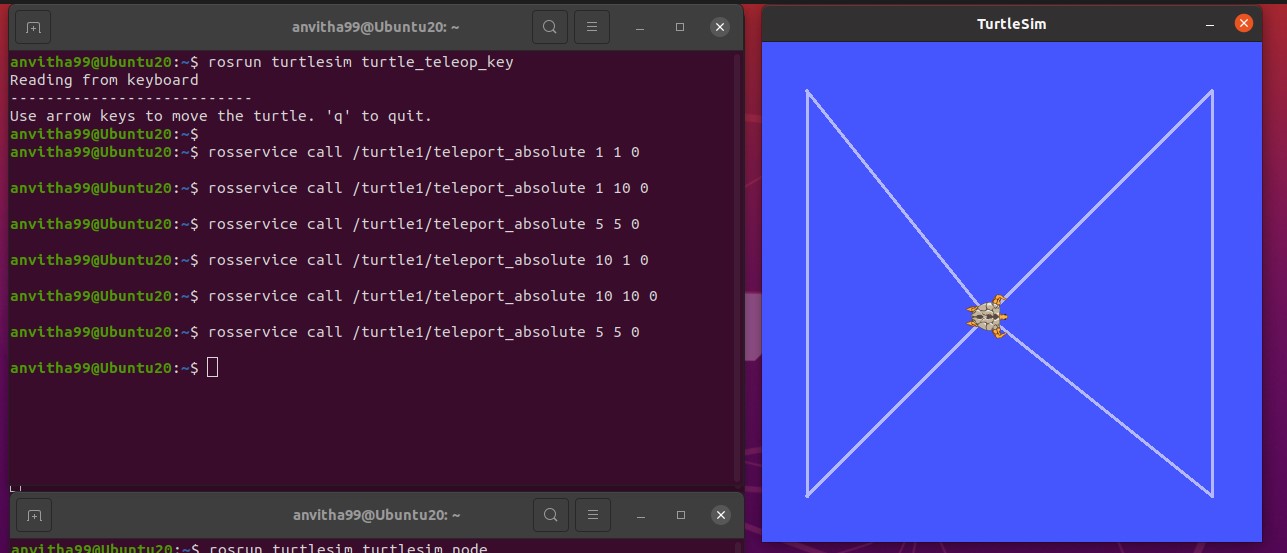 anvitha99@Ubuntu20: ~
anvitha99@Ubuntu20:~$ rosrun turtlesim turtle_teleop_key
Reading from keyboard
---------------------------
Use arrow keys to move the turtle. 'q' to quit.
anvitha99@Ubuntu20:~$
anvitha99@Ubuntu20:~$ rosservice call /turtle1/teleport_absolute 1 1 0
anvitha99@Ubuntu20:~$ rosservice call /turtle1/teleport_absolute 1 10 0
anvitha99@Ubuntu20:~$ rosservice call /turtle1/teleport_absolute 5 5 0
anvitha99@Ubuntu20:~$ rosservice call /turtle1/teleport_absolute 10 1 0
anvitha99@Ubuntu20:~$ rosservice call /turtle1/teleport_absolute 10 10 0
anvitha99@Ubuntu20:~$ rosservice call /turtle1/teleport_absolute 5 5 0
anvitha99@Ubuntu20:~$
anvitha99@Ubuntu20: ~
anvitha99@Ubuntu20:~$ rosrun turtlesim turtlesim_node
TurtleSim